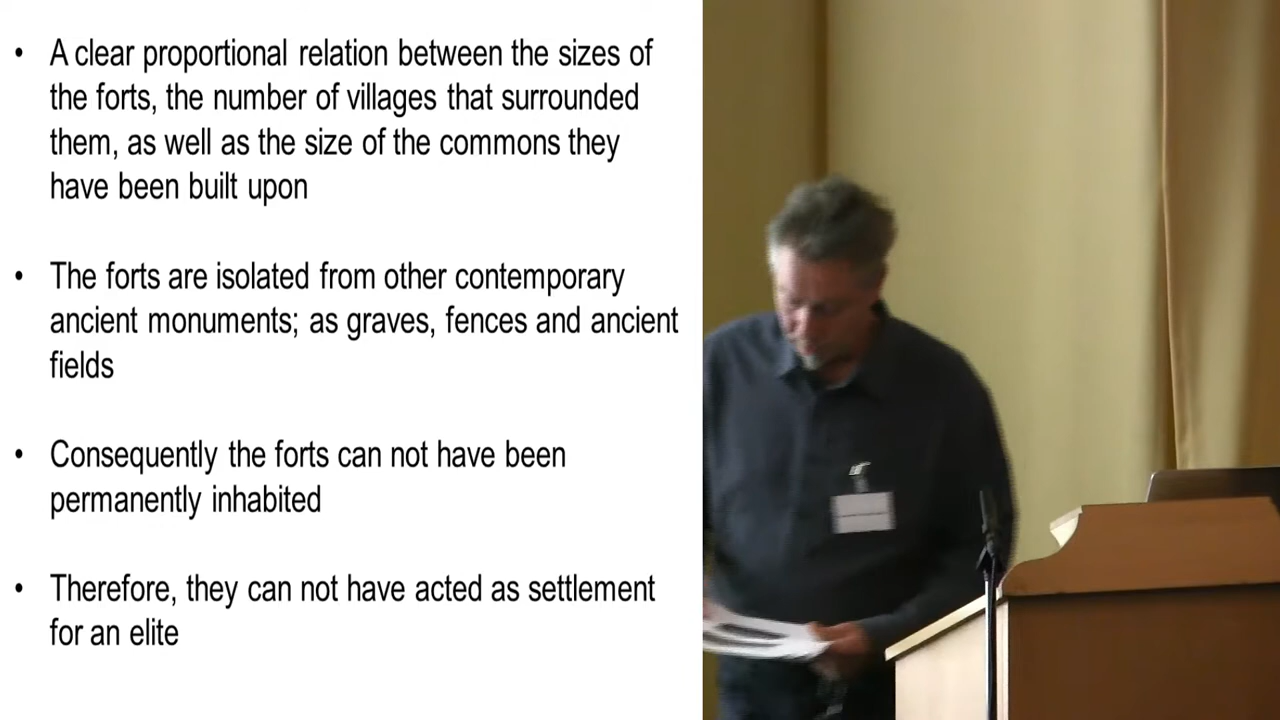 • A clear proportional relation between the sizes of
the forts, the number of villages that surrounded
them, as well as the size of the commons they
have been built upon
• The forts are isolated from other contemporary
ancient monuments; as graves, fences and ancient
fields
• Consequently the forts can not have been
permanently inhabited
• Therefore, they can not have acted as settlement
for an elite